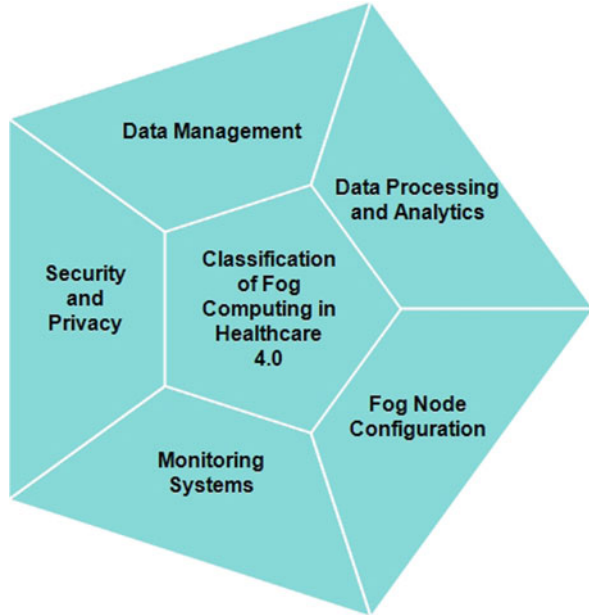 Data Management
Data Processing
and Analytics
Security
and
Privacy
Classification
of Fog
Computing in
Healthcare
4.0
Fog Node
Configuration
Monitoring
Systems